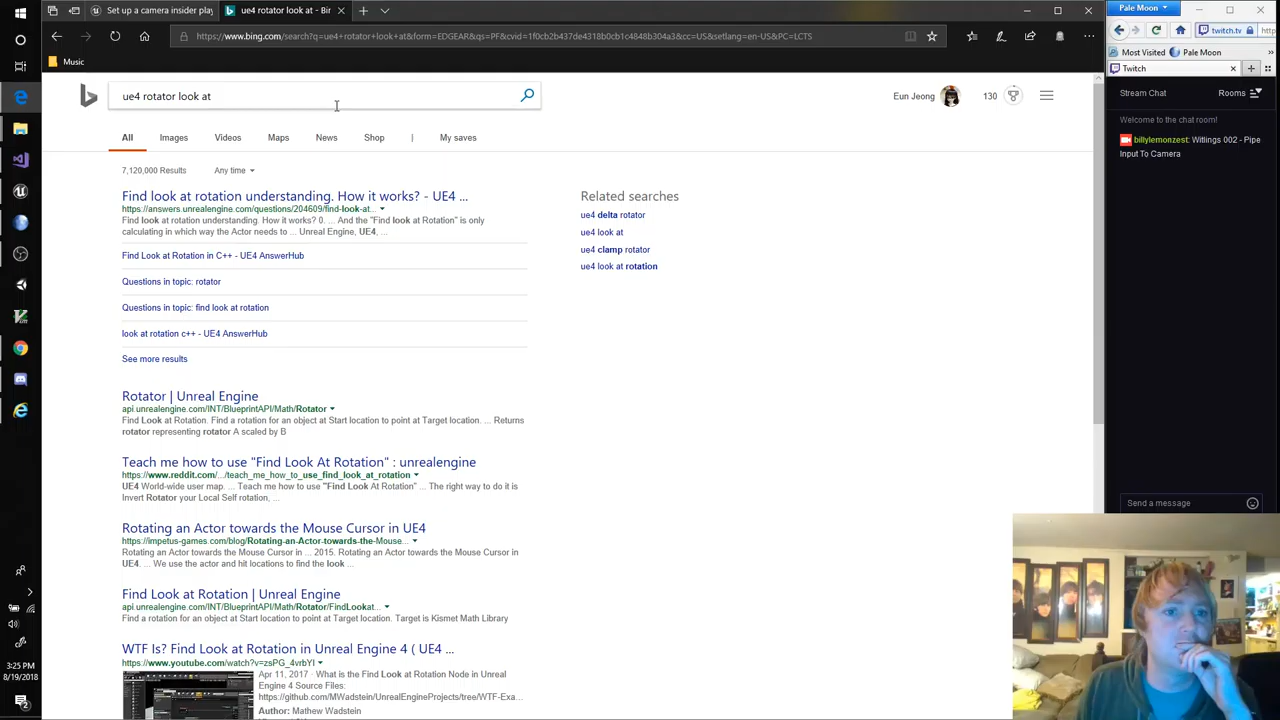 Set up a camera insider play
ue4 rotator look at - Bin
https://www.bing.com/search?q=ue4+rotator+look+at&form=EDGEAR&qs=PF&cvid=1f0cb2b437de4318b0cb1c4848b304a3&cc=US&setlang=en-US&PC=LCTS
Music
ue4 rotator look at
Eun Jeong
130
All
Images
Videos
Maps
News
Shop
|
My saves
7,120,000 Results
Any time
Find look at rotation understanding. How it works? - UE4 ...
https://answers.unrealengine.com/questions/204609/find-look-at...
Find look at rotation understanding. How it works? 0. ... And the "Find look at Rotation" is only
calculating in which way the Actor needs to ... Unreal Engine, UE4, ...
Find Look at Rotation in C++ - UE4 AnswerHub
Questions in topic: rotator
Questions in topic: find look at rotation
look at rotation c++ - UE4 AnswerHub
See more results
Rotator | Unreal Engine
api.unrealengine.com/INT/BlueprintAPI/Math/Rotator
Find Look at Rotation. Find a rotation for an object at Start location to point at Target location. ... Returns
rotator representing rotator A scaled by B
Teach me how to use "Find Look At Rotation" : unrealengine
https://www.reddit.com/.../teach_me_how_to_use_find_look_at_rotation
UE4 World-wide user map. ... Teach me how to use "Find Look At Rotation" ... The right way to do it is
Invert Rotator your Local Self rotation, ...
Rotating an Actor towards the Mouse Cursor in UE4
https://impetus-games.com/blog/Rotating-an-Actor-towards-the-Mouse...
Rotating an Actor towards the Mouse Cursor in ... 2015. Rotating an Actor towards the Mouse Cursor in
UE4. ... We use the actor and hit locations to find the look ...
Find Look at Rotation | Unreal Engine
api.unrealengine.com/INT/BlueprintAPI/Math/Rotator/FindLookat...
Find a rotation for an object at Start location to point at Target location. Target is Kismet Math Library
WTF Is? Find Look at Rotation in Unreal Engine 4 ( UE4 ...
https://www.youtube.com/watch?v=zsPG_4vrbYI
Apr 11, 2017 · What is the Find Look at Rotation Node in Unreal
Engine 4 Source Files:
https://github.com/MWadstein/UnrealEngineProjects/tree/WTF-Exa...
Author: Mathew Wadstein
Related searches
ue4 delta rotator
ue4 look at
ue4 clamp rotator
ue4 look at rotation
Pale Moon
twitch.tv
http
Most Visited
Pale Moon
Twitch
Stream Chat
Rooms
Welcome to the chat room!
billylemonzest: Witlings 002 - Pipe
Input To Camera
Send a message
3:25 PM
8/19/2018
2